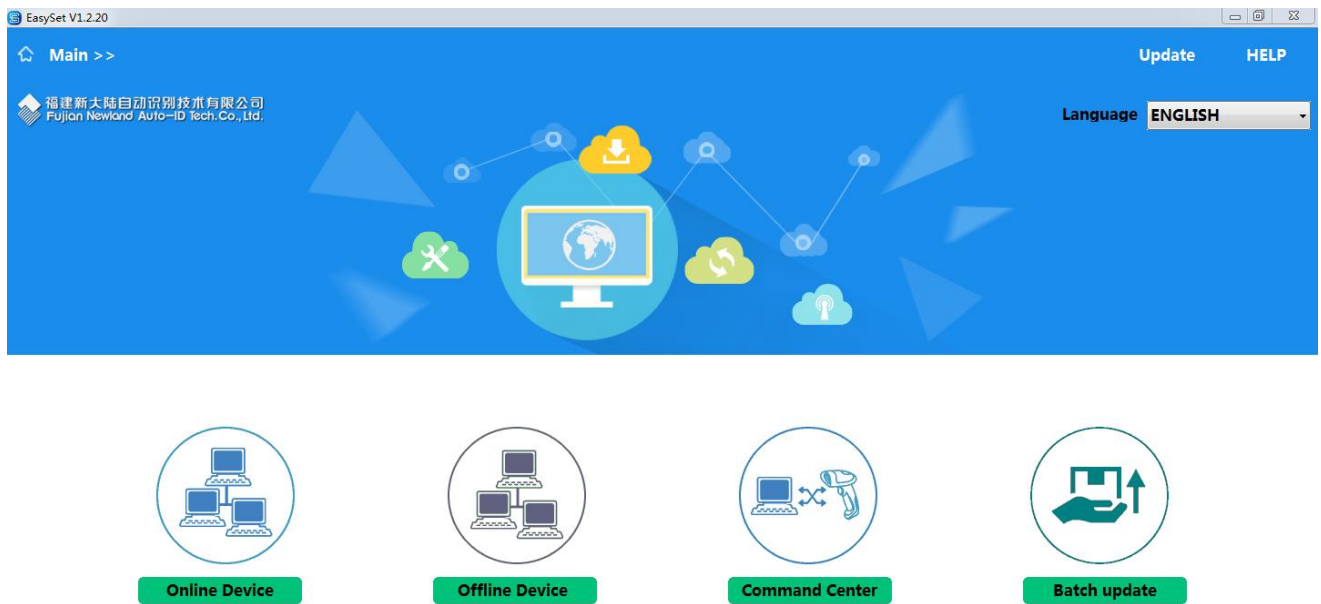 EasySet V1.2.20
Main >>
Update
HELP
福建新大陆自动识别技术有限公司
Fujian Newland Auto-ID Tech.Co.,Ltd.
Language
ENGLISH
Online Device
Offline Device
Command Center
Batch update